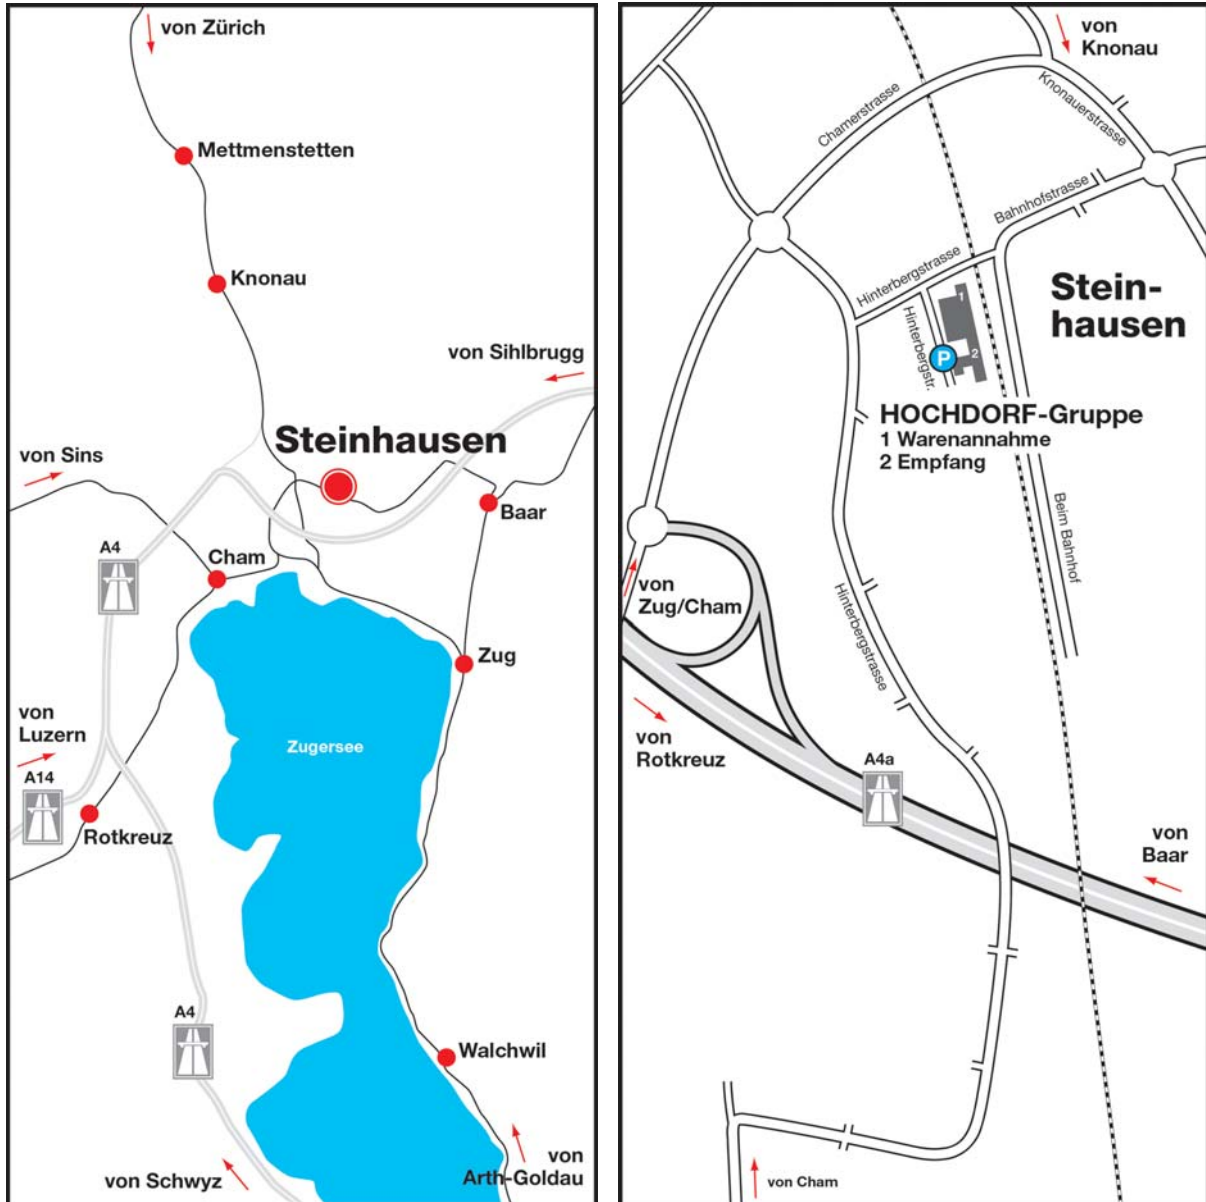 von Zürich
Mettmenstetten
Knonau
von Sihlbrugg
Steinhausen
von Sins
Baar
A4
Cham
Zug
von
Luzern
Zugersee
A14
Rotkreuz
A4
Walchwil
von
Arth-Goldau
von Schwyz
von
Knonau
Chamerstrasse
Knonauerstrasse
Bahnhofstrasse
Hinterbergstrasse
Stein-
hausen
1
Hinterbergstr.
P
2
HOCHDORF-Gruppe
1 Warenannahme
2 Empfang
Beim Bahnhof
von
Zug/Cham
Hinterbergstrasse
von
Rotkreuz
A4a
von
Baar
von Cham